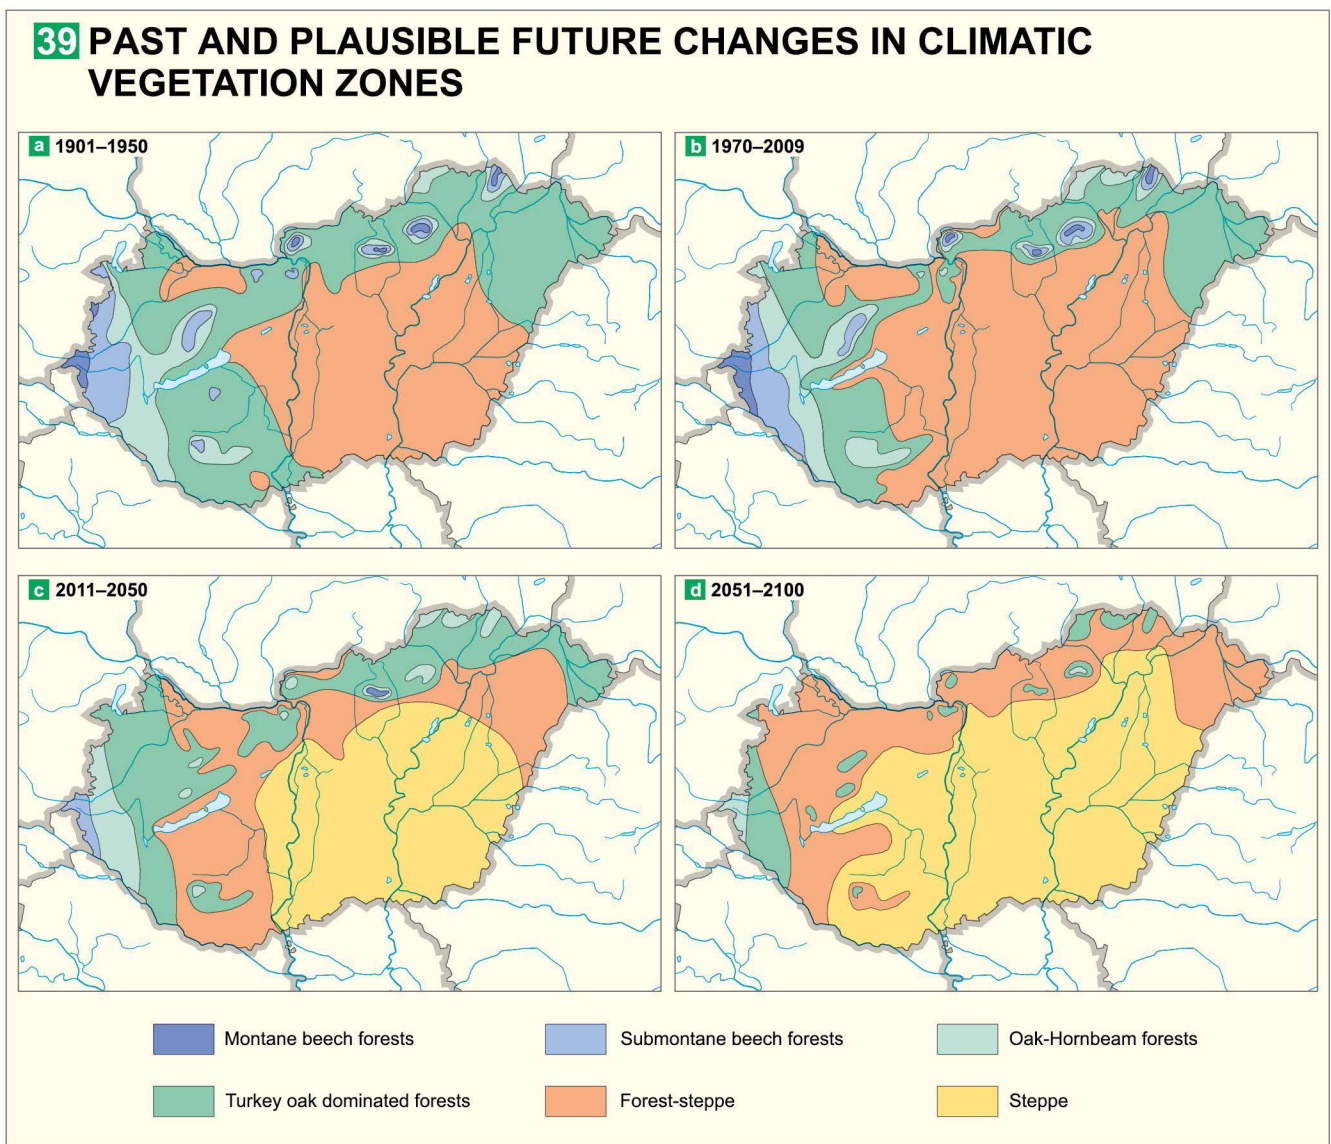 39 PAST AND PLAUSIBLE FUTURE CHANGES IN CLIMATIC
VEGETATION ZONES
a 1901–1950
b 1970–2009
c 2011–2050
d 2051–2100
Montane beech forests
Submontane beech forests
Oak-Hornbeam forests
Turkey oak dominated forests
Forest-steppe
Steppe